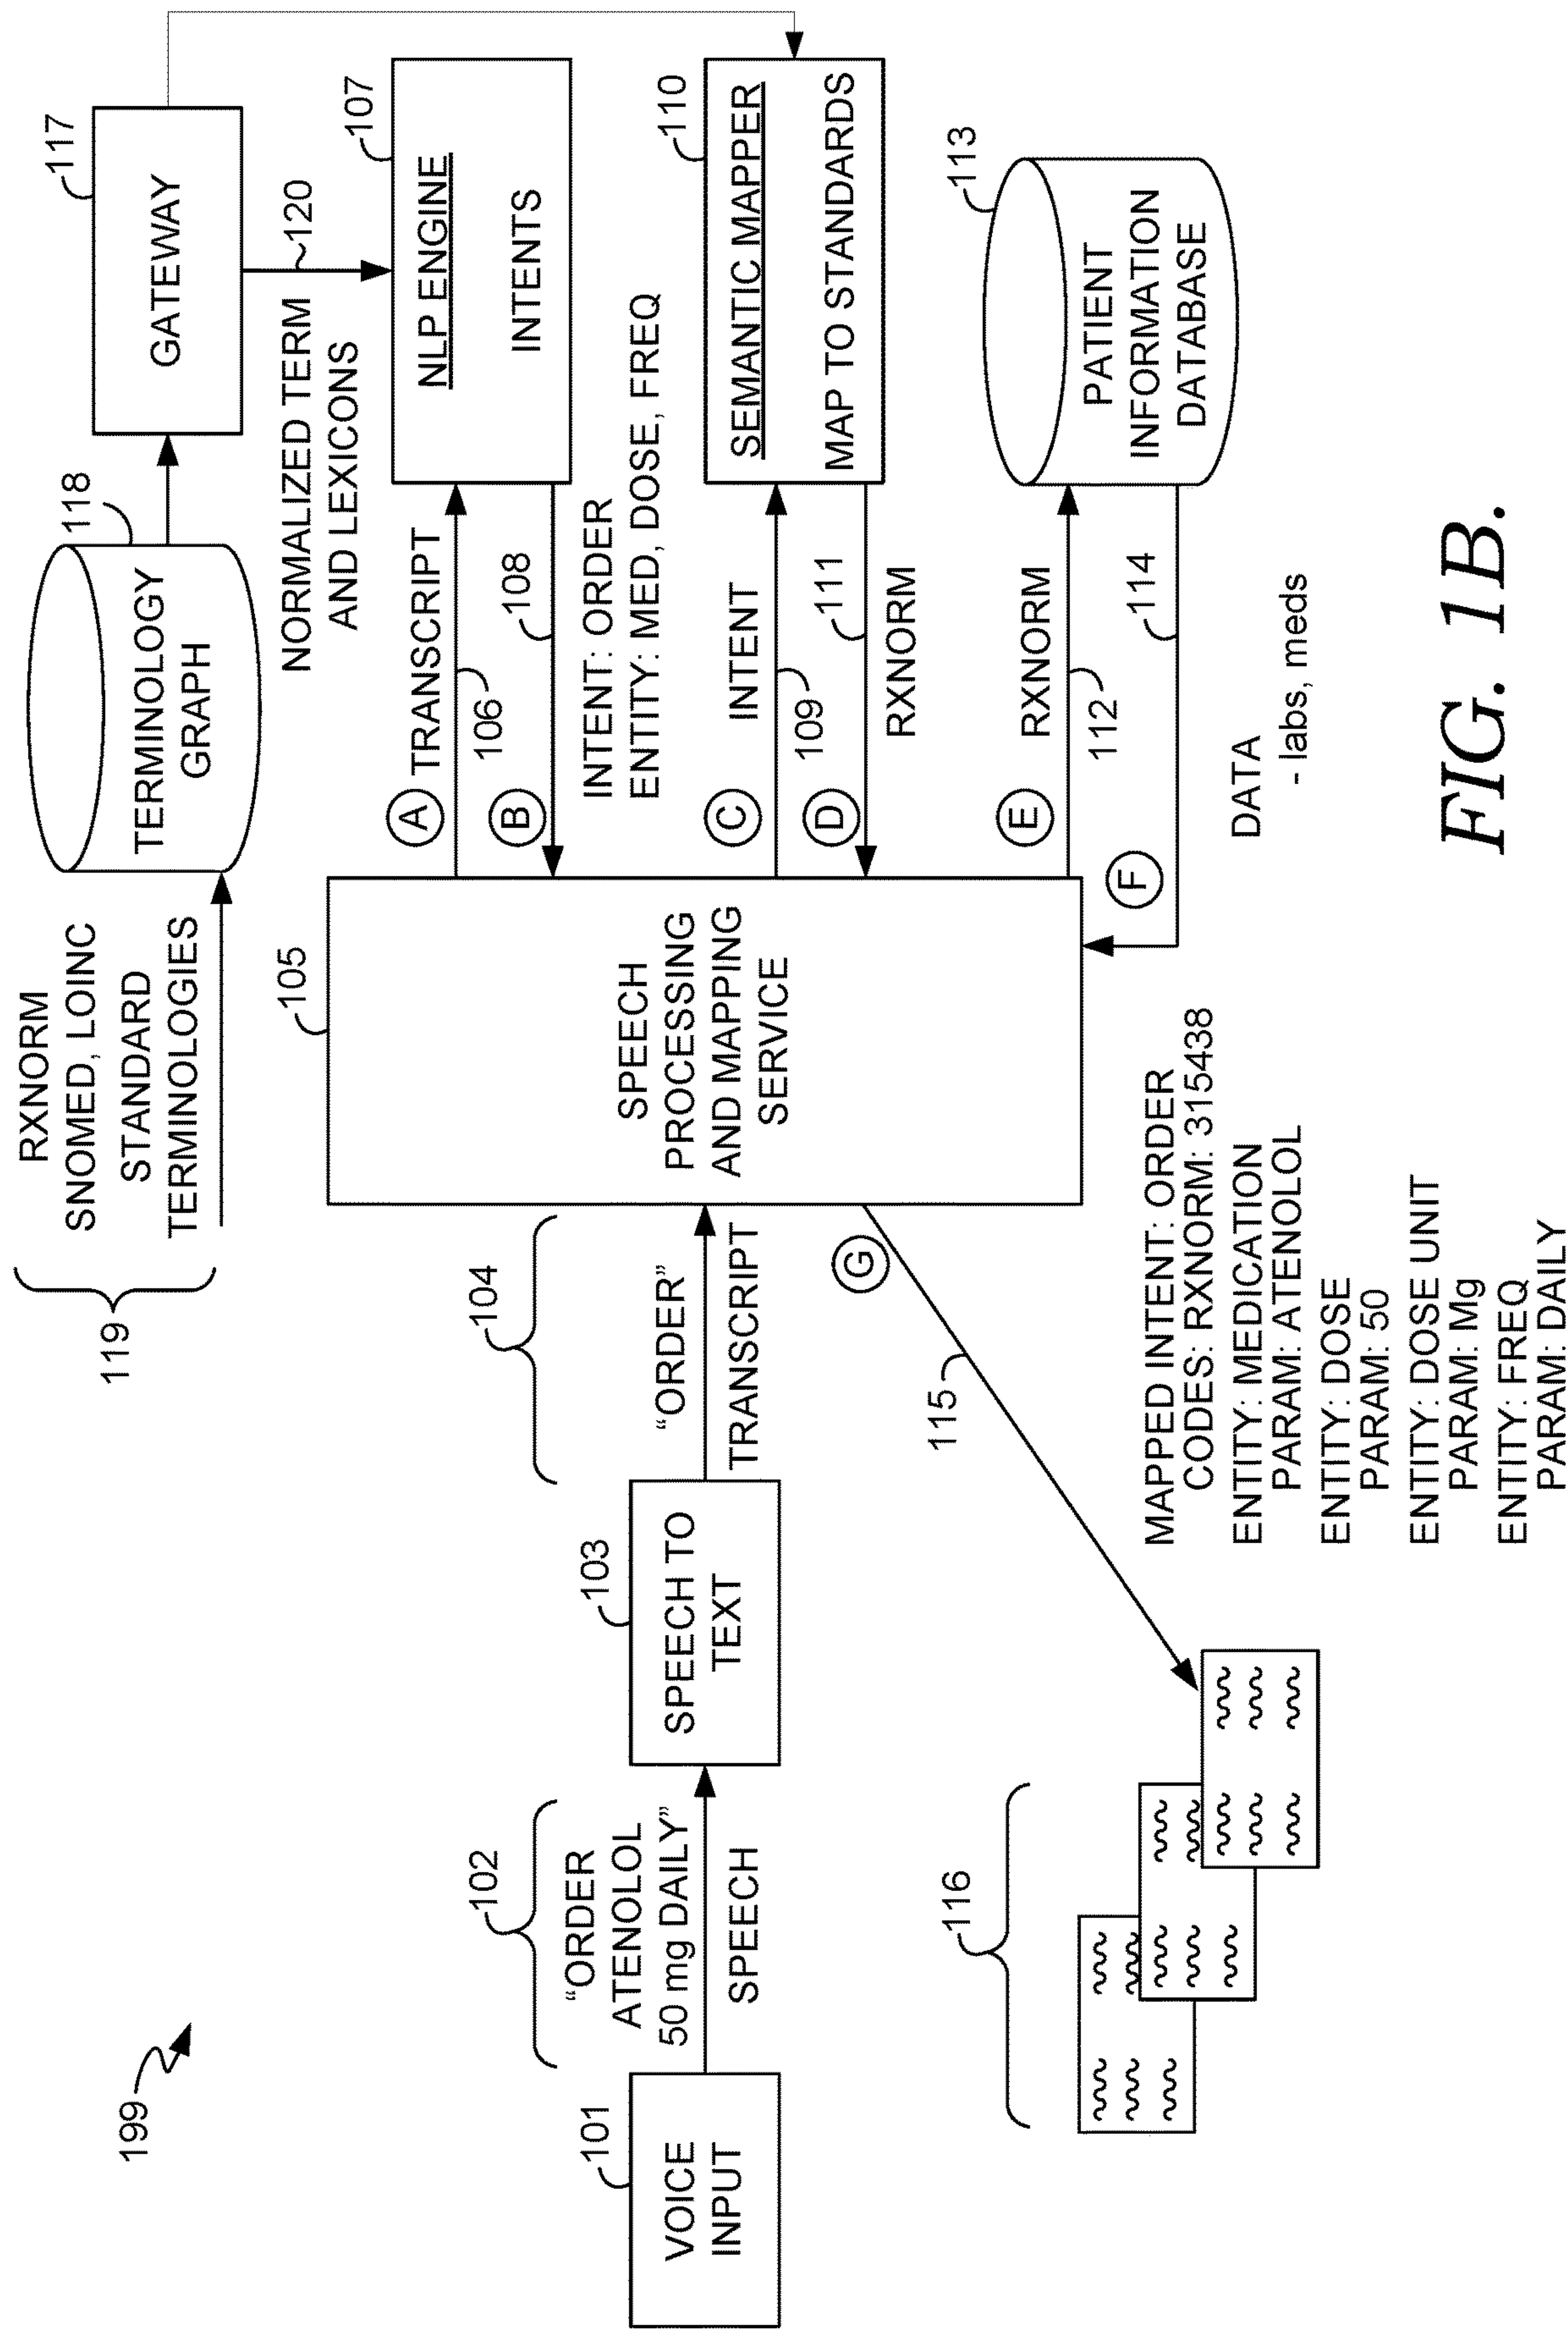 199
RXNORM
SNOMED, LOINC
STANDARD
TERMINOLOGIES
119
TERMINOLOGY
GRAPH
118
GATEWAY
117
NORMALIZED TERM
AND LEXICONS
120
NLP ENGINE
INTENTS
107
VOICE
INPUT
101
102
"ORDER
ATENOLOL
50 mg DAILY"
SPEECH
SPEECH TO
TEXT
103
104
"ORDER"
TRANSCRIPT
105
SPEECH
PROCESSING
AND MAPPING
SERVICE
A TRANSCRIPT
106
B
108
INTENT: ORDER
ENTITY: MED, DOSE, FREQ
C
INTENT
109
D
111
RXNORM
SEMANTIC MAPPER
MAP TO STANDARDS
110
E
RXNORM
112
PATIENT
INFORMATION
DATABASE
113
F
114
DATA
- labs, meds
G
115
116
MAPPED INTENT: ORDER
CODES: RXNORM: 315438
ENTITY: MEDICATION
PARAM: ATENOLOL
ENTITY: DOSE
PARAM: 50
ENTITY: DOSE UNIT
PARAM: Mg
ENTITY: FREQ
PARAM: DAILY
FIG. 1B.